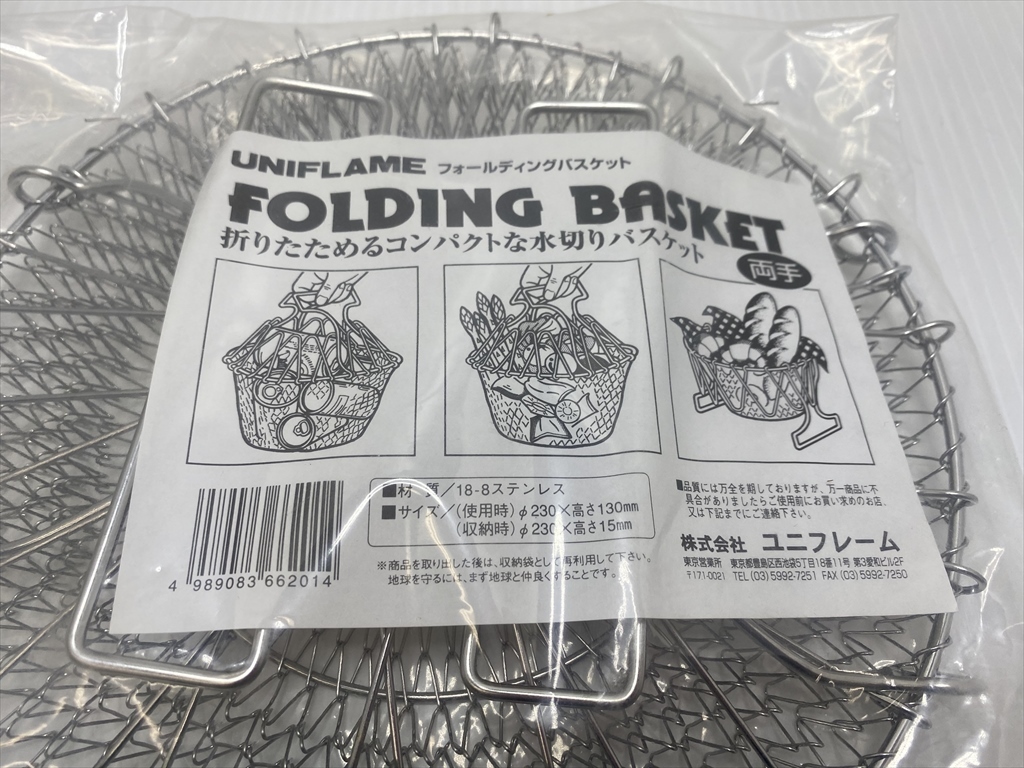 UNIFLAME フォールディングバスケット
FOLDING BASKET
折りたためるコンパクトな水切りバスケット
両手
■材 質／18-8ステンレス
■サイズ／(使用時) φ230×高さ130mm
(収納時) φ230×高さ15mm
■品質には万全を期しておりますが、万一商品に不
具合がありましたらご使用前にお買い求めのお店、
又は下記までにご連絡下さい。
4 989083 662014
※商品を取り出した後は、収納袋として再利用して下さい。
地球を守るには、まず地球と仲良くすることです。
株式会社 ユニフレーム
東京営業所 東京都豊島区西池袋5丁目18番11号 第3愛和ビル2F
〒171-0021 TEL (03) 5992-7251 FAX (03) 5992-7250